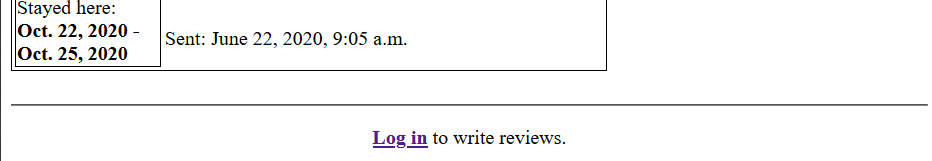 Stayed here:
Oct. 22, 2020 -
Oct. 25, 2020
Sent: June 22, 2020, 9:05 a.m.
Log in to write reviews.